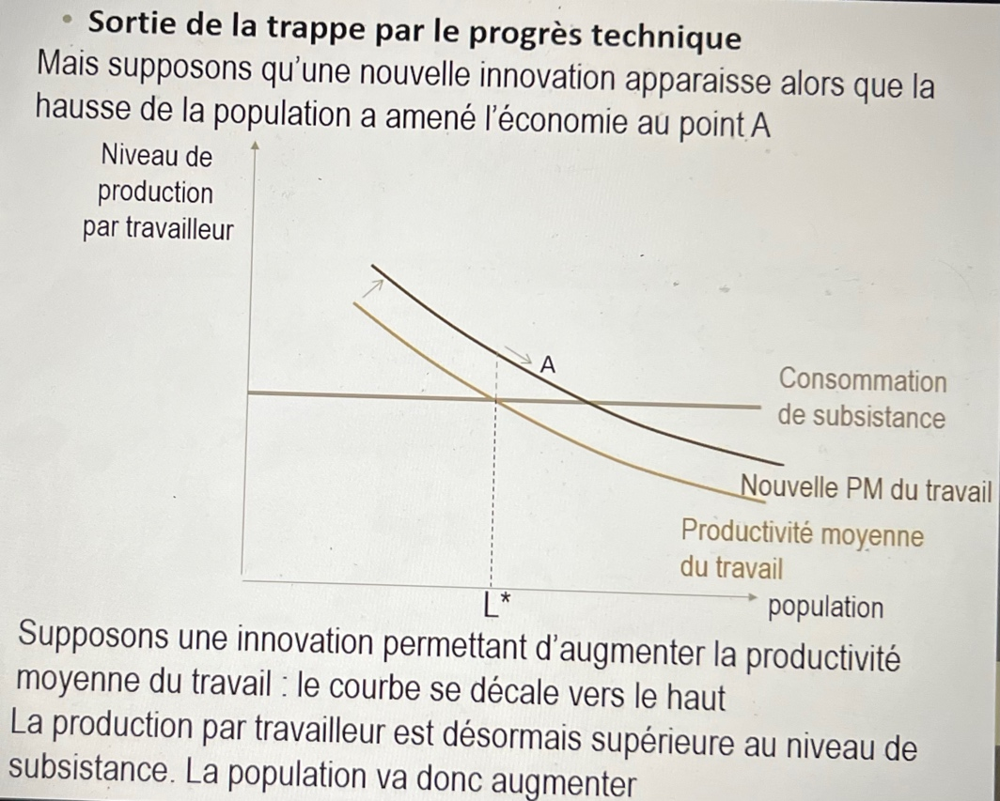 • Sortie de la trappe par le progrès technique
Mais supposons qu'une nouvelle innovation apparaisse alors que la
hausse de la population a amené l'économie au point A
Niveau de
production
par travailleur
A
Consommation
de subsistance
Nouvelle PM du travail
Productivité moyenne
du travail
L*
population
Supposons une innovation permettant d'augmenter la productivité
moyenne du travail : le courbe se décale vers le haut
La production par travailleur est désormais supérieure au niveau de
subsistance. La population va donc augmenter